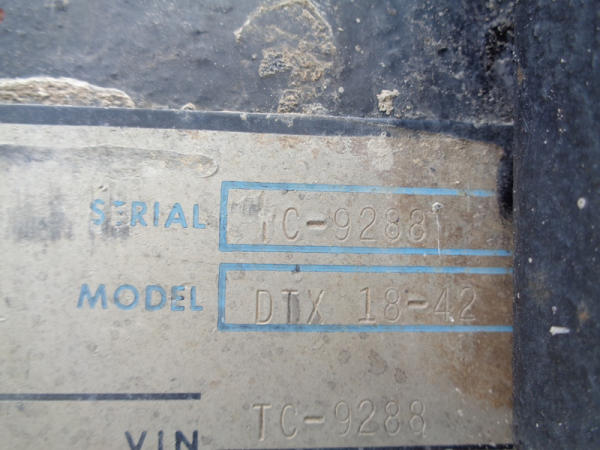 SERIAL TC-9288
MODEL DTX 18-42
VIN TC-9288